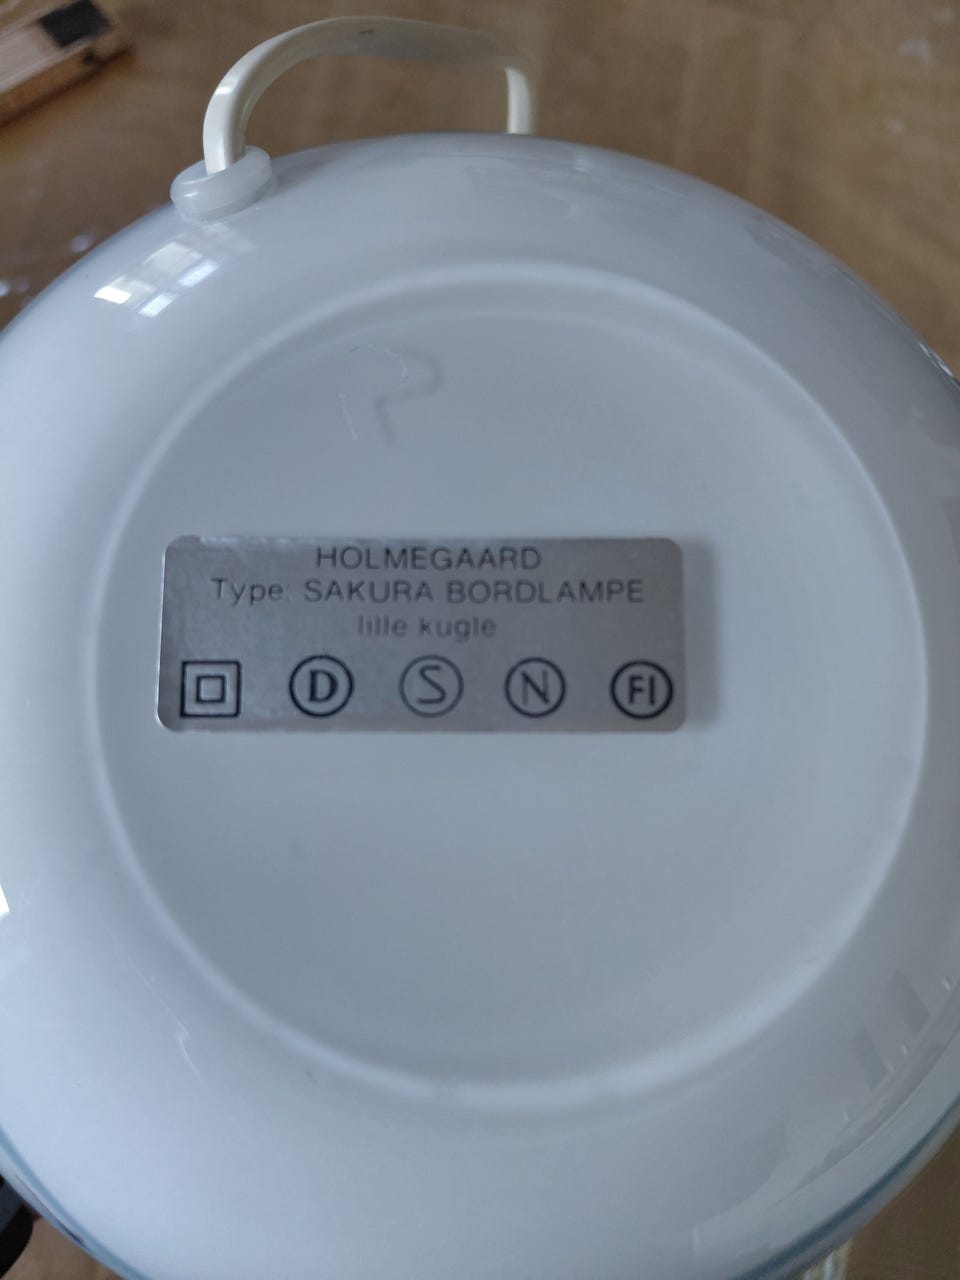 HOLMEGAARD
Type: SAKURA BORDLAMPE
lille kugle
D S N FI